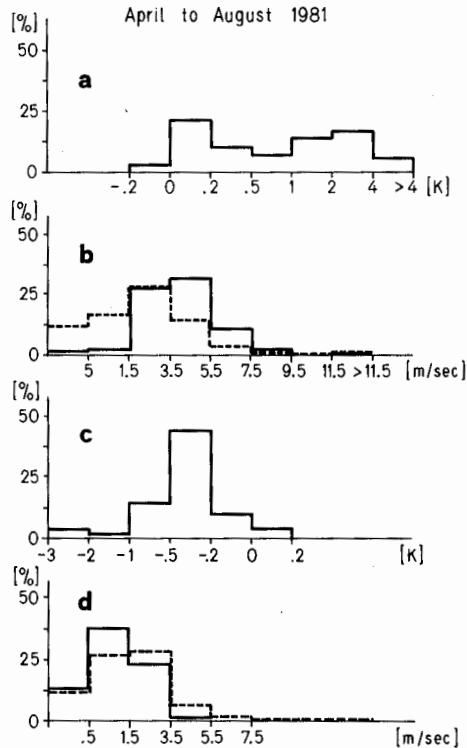 April to August 1981
[%]
50
25
0
a
-.2 0 .2 .5 1 2 4 >4 [K]
[%]
50
25
0
b
5 1.5 3.5 5.5 7.5 9.5 11.5 >11.5 [m/sec]
[%]
50
25
0
c
-3 -2 -1 -.5 -.2 0 .2 [K]
[%]
50
25
0
d
.5 1.5 3.5 5.5 7.5 [m/sec]